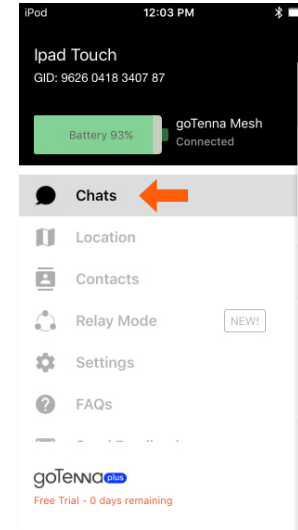 iPod 12:03 PM
Ipad Touch
GID: 9626 0418 3407 87
Battery 93%
goTenna Mesh
Connected
Chats
Location
Contacts
Relay Mode NEW!
Settings
FAQs
goTenna plus
Free Trial - 0 days remaining